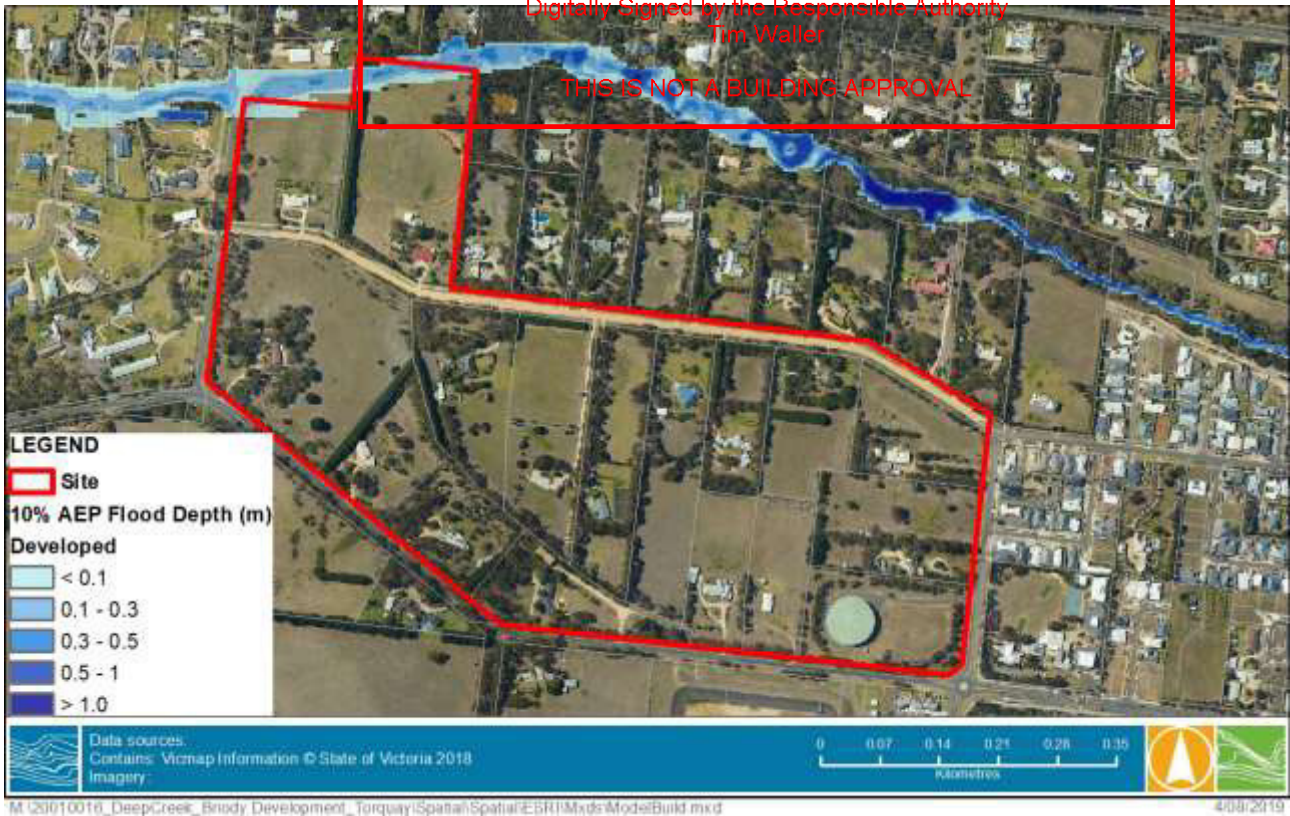 Digitally Signed by the Responsible Authority
Tim Waller
THIS IS NOT A BUILDING APPROVAL
LEGEND
Site
10% AEP Flood Depth (m)
Developed
< 0.1
0.1 - 0.3
0.3 - 0.5
0.5 - 1
> 1.0
Data sources:
Contains: Vicmap Information © State of Victoria 2018
Imagery:
0 0.07 0.14 0.21 0.28 0.35
Kilometres
M:\20010016_DeepCreek_Briody Development_Torquay\Spatial\Spatial\ESRI\Mxds\ModelBuild.mxd
4/08/2019